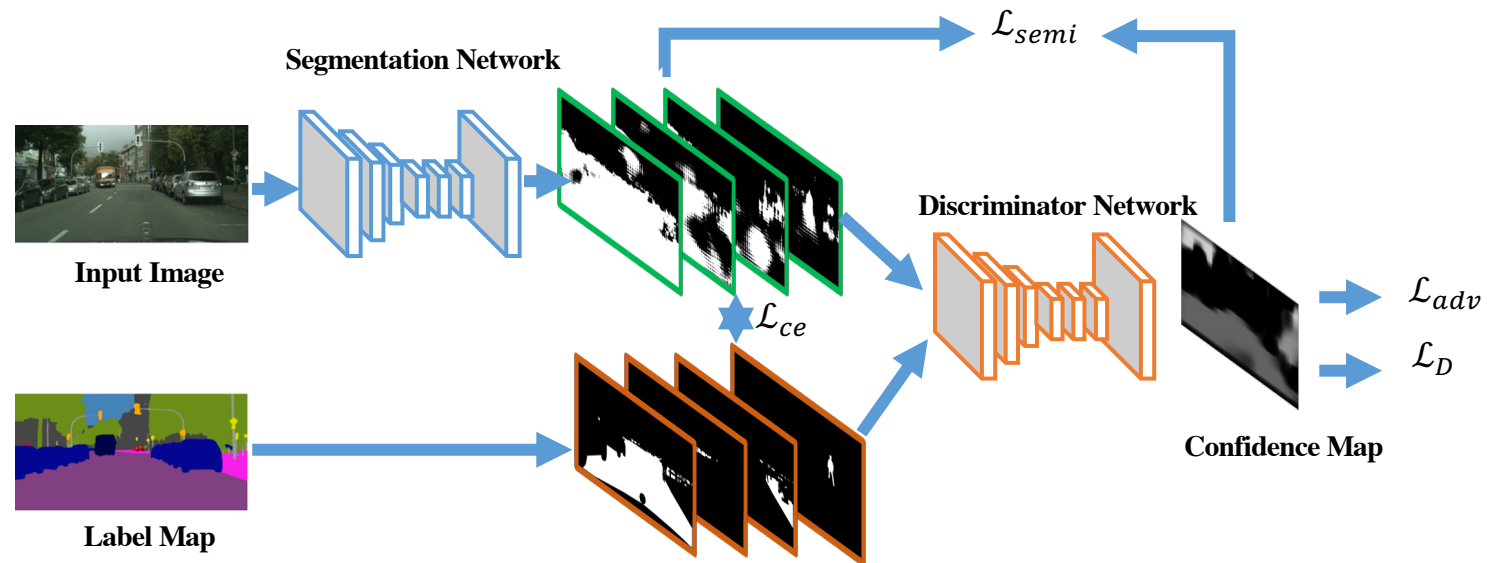 ℒ_semi
Segmentation Network
Discriminator Network
Input Image
ℒ_adv
ℒ_ce
ℒ_D
Confidence Map
Label Map